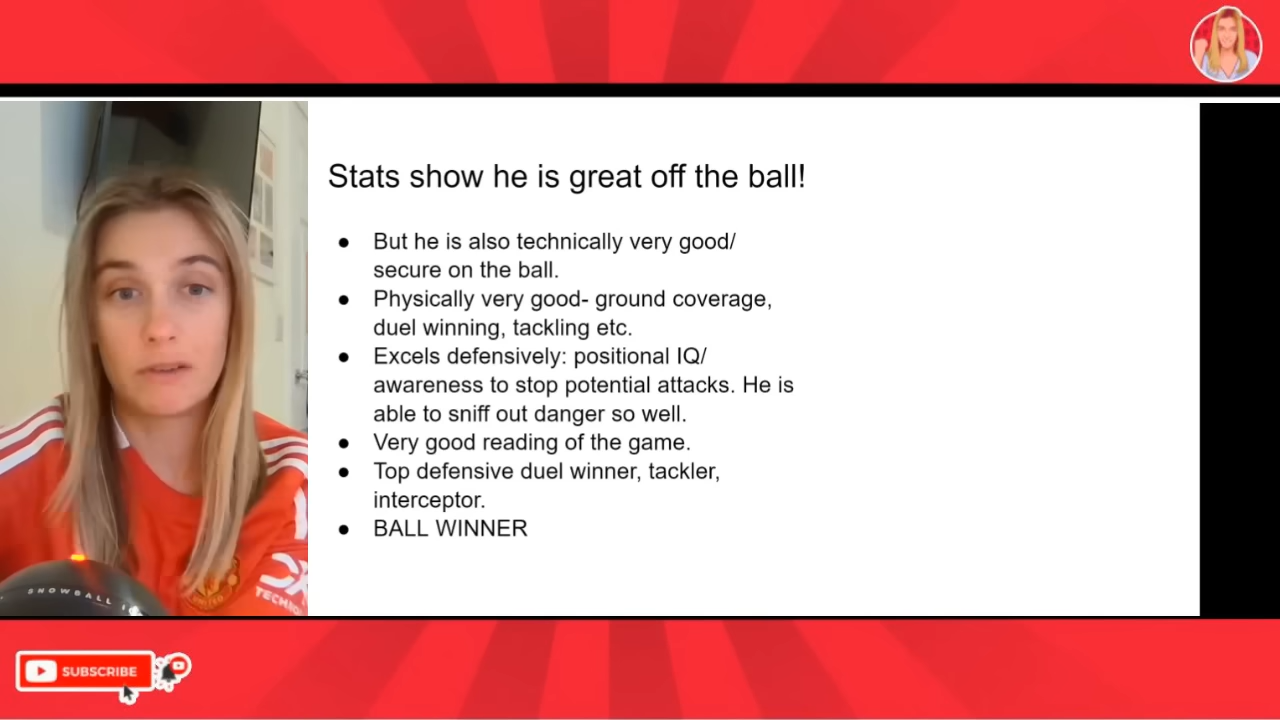 Stats show he is great off the ball!
● But he is also technically very good/
secure on the ball.
● Physically very good- ground coverage,
duel winning, tackling etc.
● Excels defensively: positional IQ/
awareness to stop potential attacks. He is
able to sniff out danger so well.
● Very good reading of the game.
● Top defensive duel winner, tackler,
interceptor.
● BALL WINNER
UNITED
SNOWBALL
SUBSCRIBE